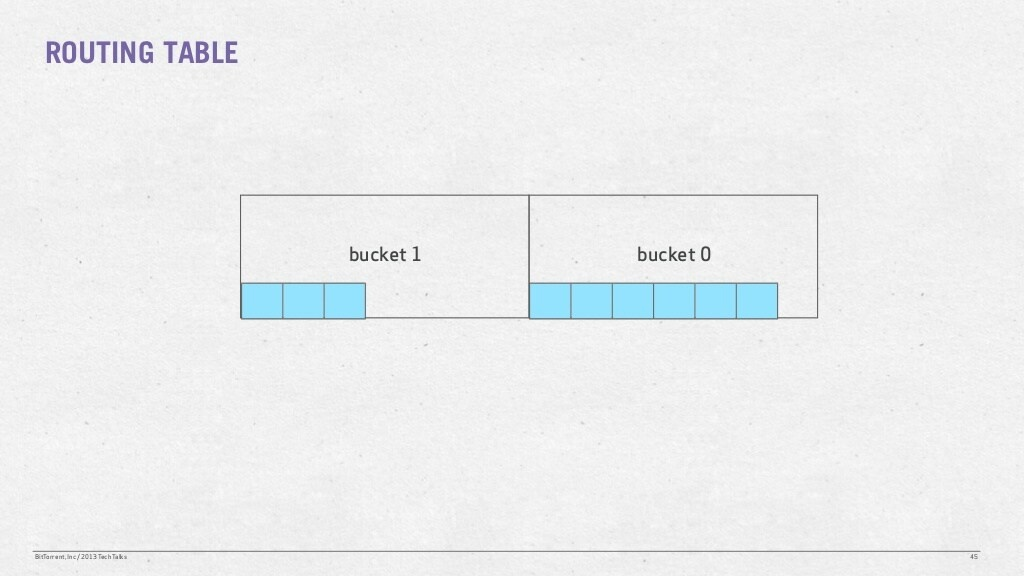 ROUTING TABLE
bucket 1
bucket 0
BitTorrent, Inc / 2013 Tech Talks
45